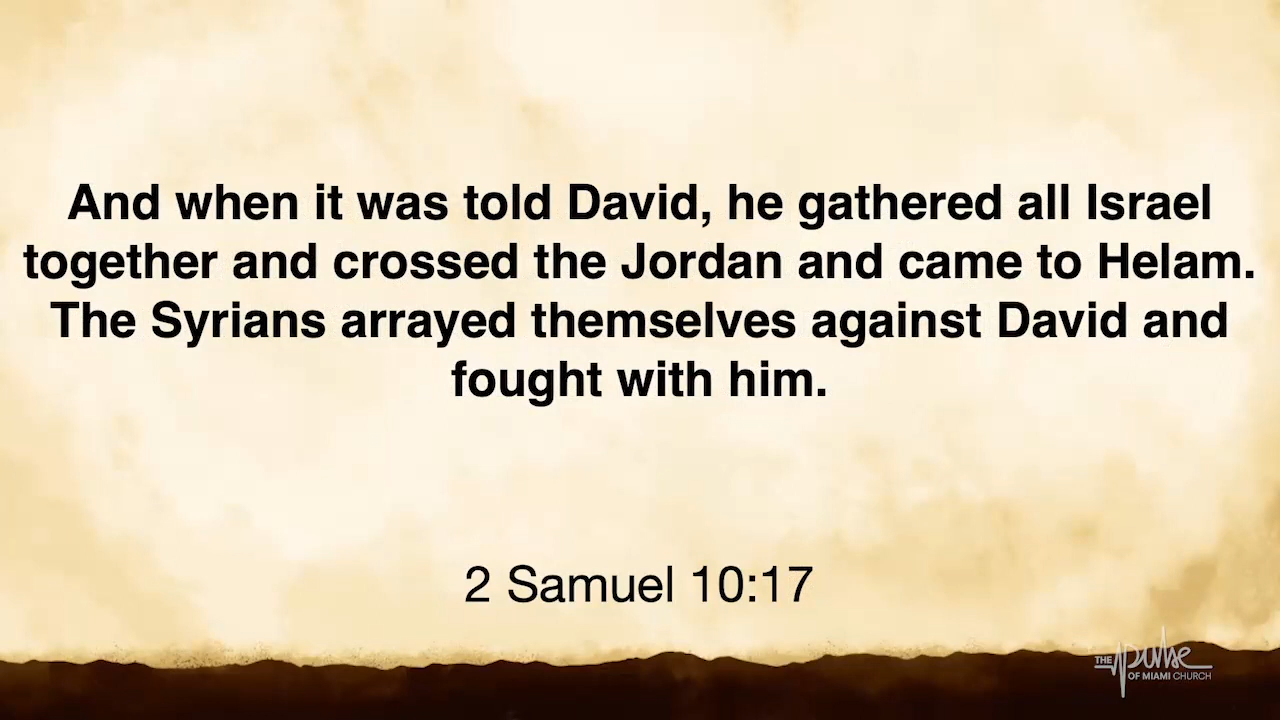 And when it was told David, he gathered all Israel
together and crossed the Jordan and came to Helam.
The Syrians arrayed themselves against David and
fought with him.
2 Samuel 10:17
THE pulse
OF MIAMI CHURCH